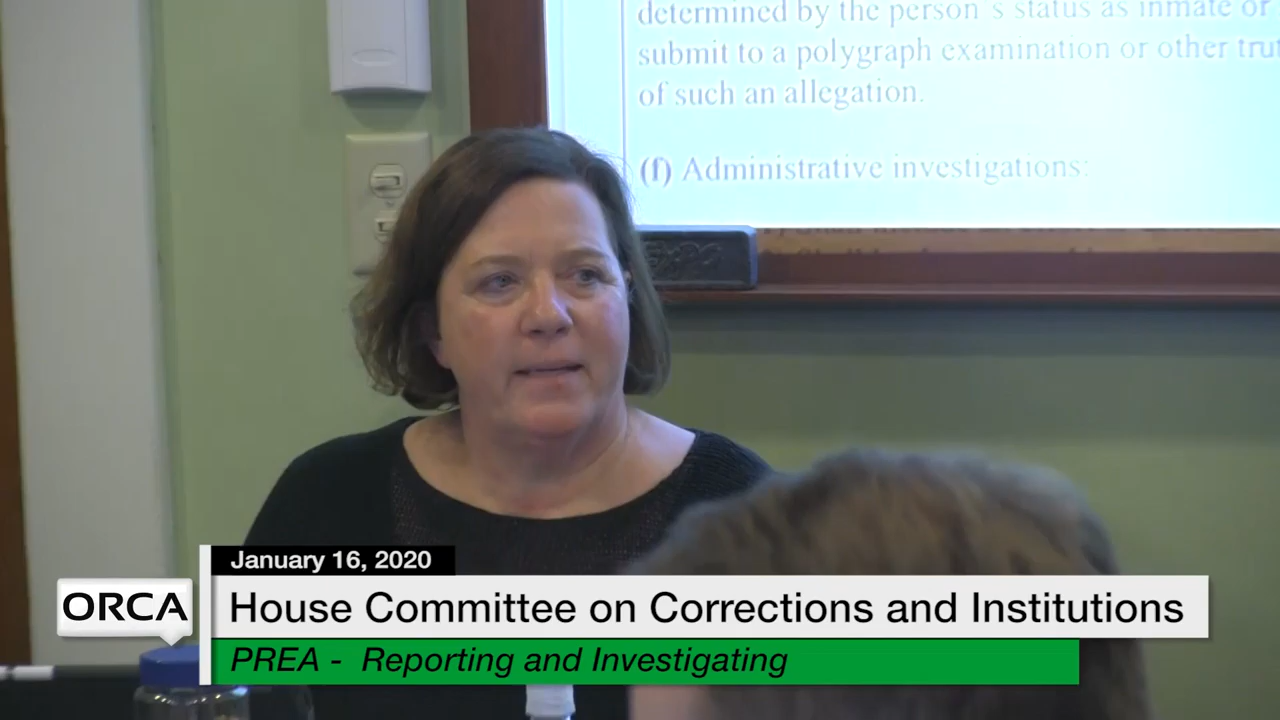 determined by the person's status as inmate or
submit to a polygraph examination or other
of such an allegation.
(f) Administrative investigations:
January 16, 2020
ORCA
House Committee on Corrections and Institutions
PREA - Reporting and Investigating